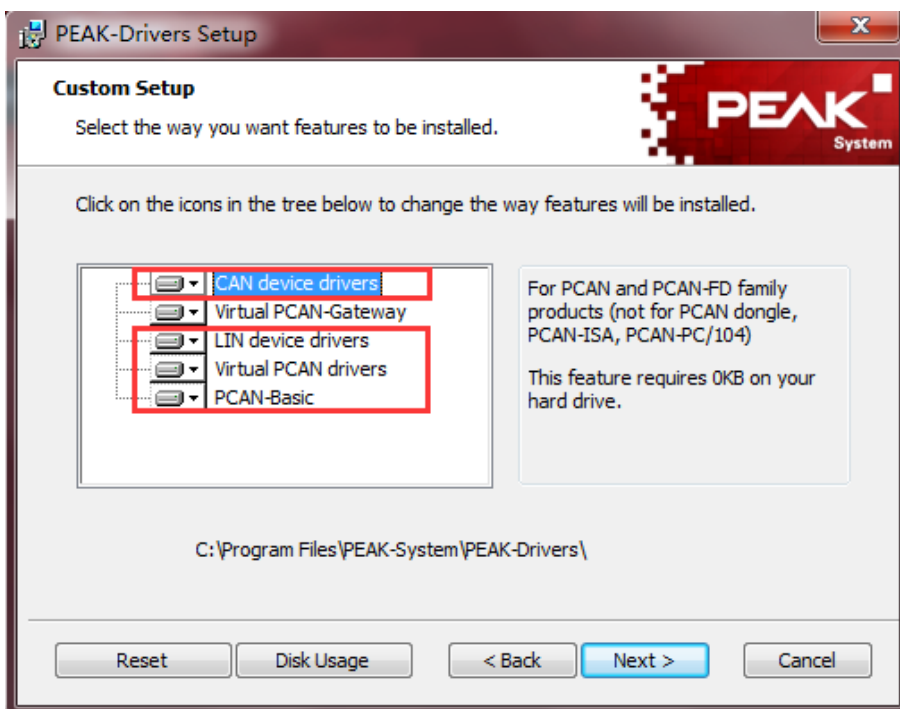 PEAK-Drivers Setup
Custom Setup
Select the way you want features to be installed.
PEAK
System
Click on the icons in the tree below to change the way features will be installed.
CAN device drivers
Virtual PCAN-Gateway
LIN device drivers
Virtual PCAN drivers
PCAN-Basic
For PCAN and PCAN-FD family
products (not for PCAN dongle,
PCAN-ISA, PCAN-PC/104)
This feature requires 0KB on your
hard drive.
C:\Program Files\PEAK-System\PEAK-Drivers\
Reset
Disk Usage
< Back
Next >
Cancel